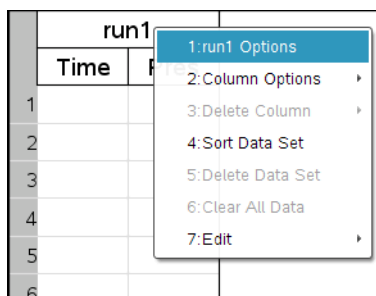 run1
Time
1:run1 Options
2:Column Options
3:Delete Column
4:Sort Data Set
5:Delete Data Set
6:Clear All Data
7:Edit
1
2
3
4
5
6